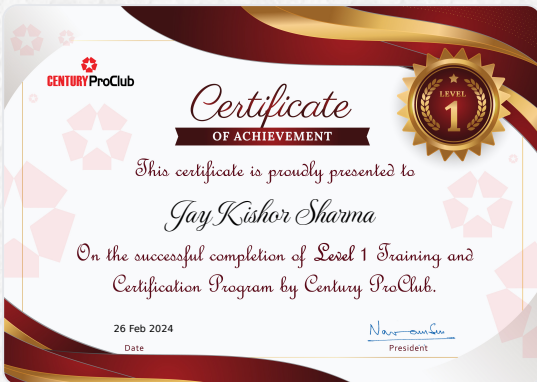 CENTURY ProClub
LEVEL
1
Certificate
OF ACHIEVEMENT
This certificate is proudly presented to
Jay Kishor Sharma
On the successful completion of Level 1 Training and
Certification Program by Century ProClub.
26 Feb 2024
Date
President